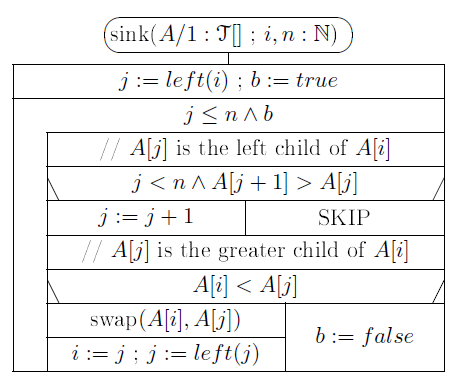 sink(A/1 : 𝒯[] ; i, n : ℕ)
j := left(i) ; b := true
j ≤ n ∧ b
// A[j] is the left child of A[i]
j < n ∧ A[j + 1] > A[j]
j := j + 1 SKIP
// A[j] is the greater child of A[i]
A[i] < A[j]
swap(A[i], A[j])
b := false
i := j ; j := left(j)